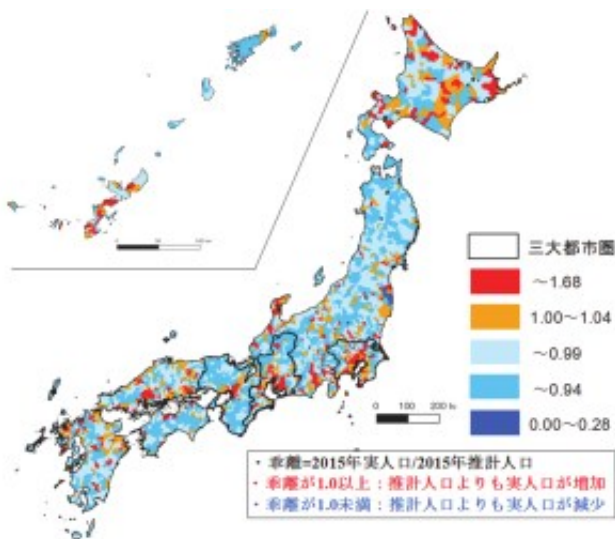 三大都市圏
～1.68
1.00～1.04
～0.99
～0.94
0.00～0.28
0 100 200
・乖離=2015年実人口/2015年推計人口
・乖離が1.0以上：推計人口よりも実人口が増加
・乖離が1.0未満：推計人口よりも実人口が減少